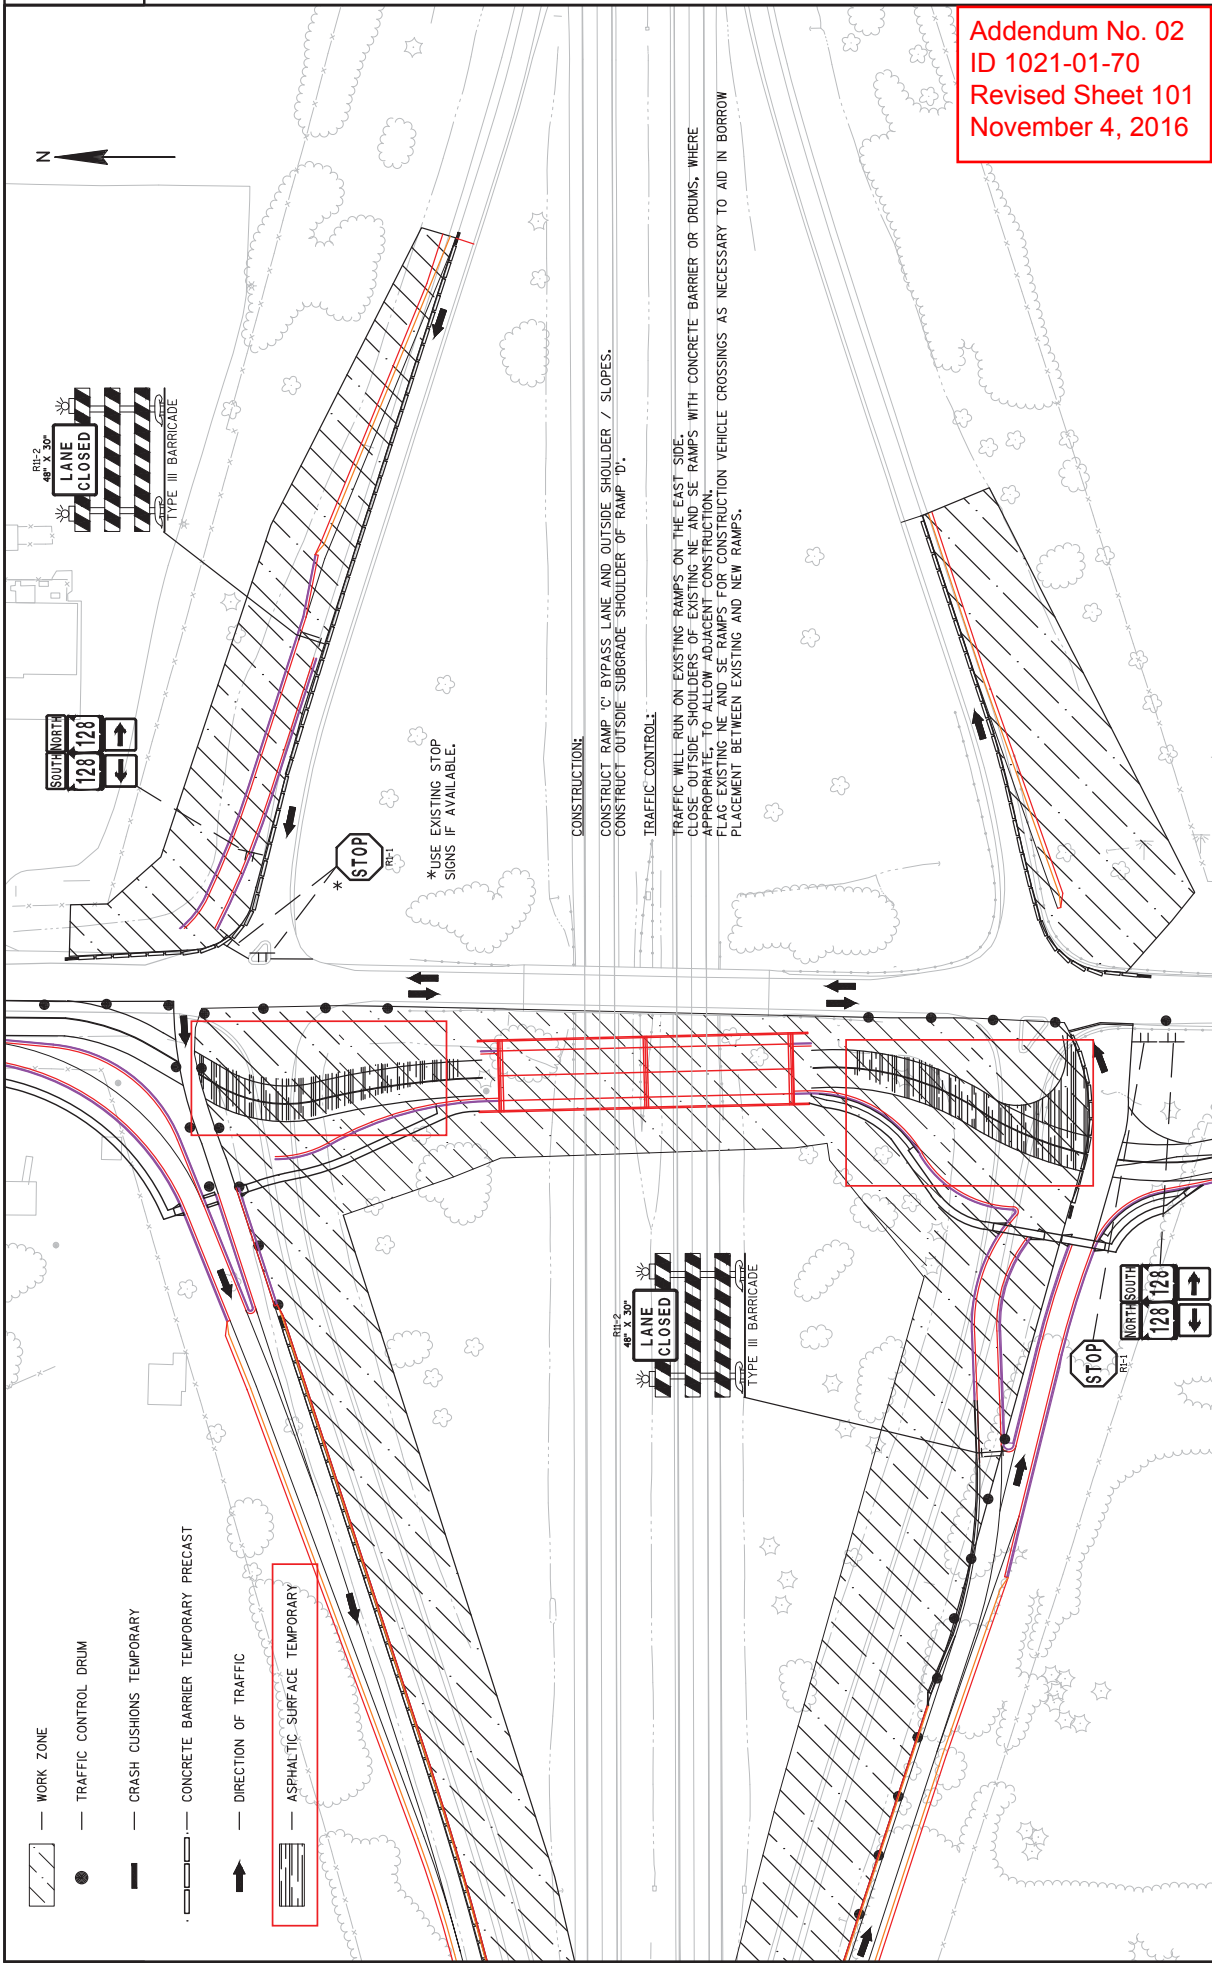 Addendum No. 02
ID 1021-01-70
Revised Sheet 101
November 4, 2016
N
R11-2
48" X 30"
LANE
CLOSED
TYPE III BARRICADE
SOUTH NORTH
128 128
*USE EXISTING STOP
SIGNS IF AVAILABLE.
*
STOP
R1-1
CONSTRUCTION:
CONSTRUCT RAMP 'C' BYPASS LANE AND OUTSIDE SHOULDER / SLOPES.
CONSTRUCT OUTSDIE SUBGRADE SHOULDER OF RAMP 'D'.
TRAFFIC CONTROL:
TRAFFIC WILL RUN ON EXISTING RAMPS ON THE EAST SIDE.
CLOSE OUTSIDE SHOULDERS OF EXISTING NE AND SE RAMPS WITH CONCRETE BARRIER OR DRUMS, WHERE
APPROPRIATE, TO ALLOW ADJACENT CONSTRUCTION.
FLAG EXISTING NE AND SE RAMPS FOR CONSTRUCTION VEHICLE CROSSINGS AS NECESSARY TO AID IN BORROW
PLACEMENT BETWEEN EXISTING AND NEW RAMPS.
R11-2
48" X 30"
LANE
CLOSED
TYPE III BARRICADE
STOP
R1-1
NORTH SOUTH
128 128
WORK ZONE
TRAFFIC CONTROL DRUM
CRASH CUSHIONS TEMPORARY
CONCRETE BARRIER TEMPORARY PRECAST
DIRECTION OF TRAFFIC
ASPHALTIC SURFACE TEMPORARY